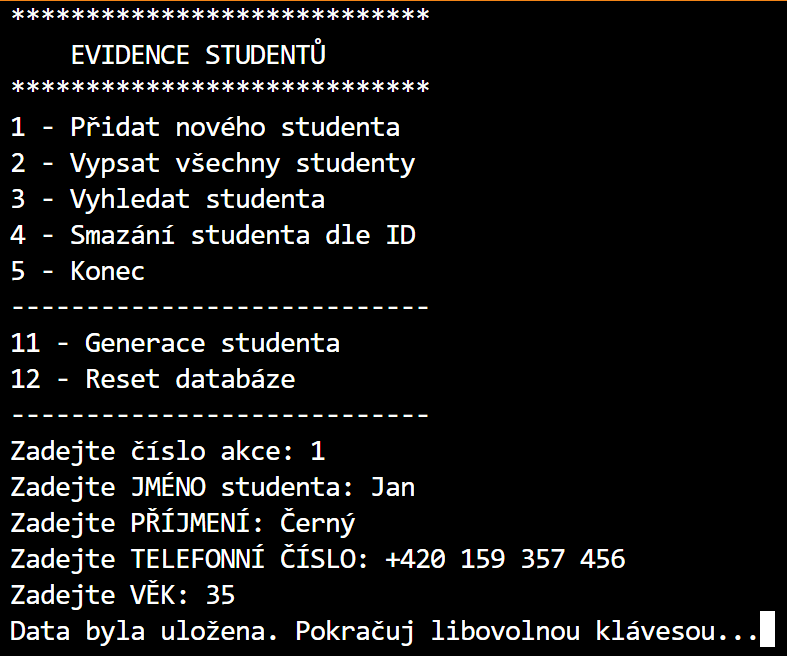 ****************************
EVIDENCE STUDENTŮ
****************************
1 - Přidat nového studenta
2 - Vypsat všechny studenty
3 - Vyhledat studenta
4 - Smazání studenta dle ID
5 - Konec
----------------------------
11 - Generace studenta
12 - Reset databáze
----------------------------
Zadejte číslo akce: 1
Zadejte JMÉNO studenta: Jan
Zadejte PŘÍJMENÍ: Černý
Zadejte TELEFONNÍ ČÍSLO: +420 159 357 456
Zadejte VĚK: 35
Data byla uložena. Pokračuj libovolnou klávesou...